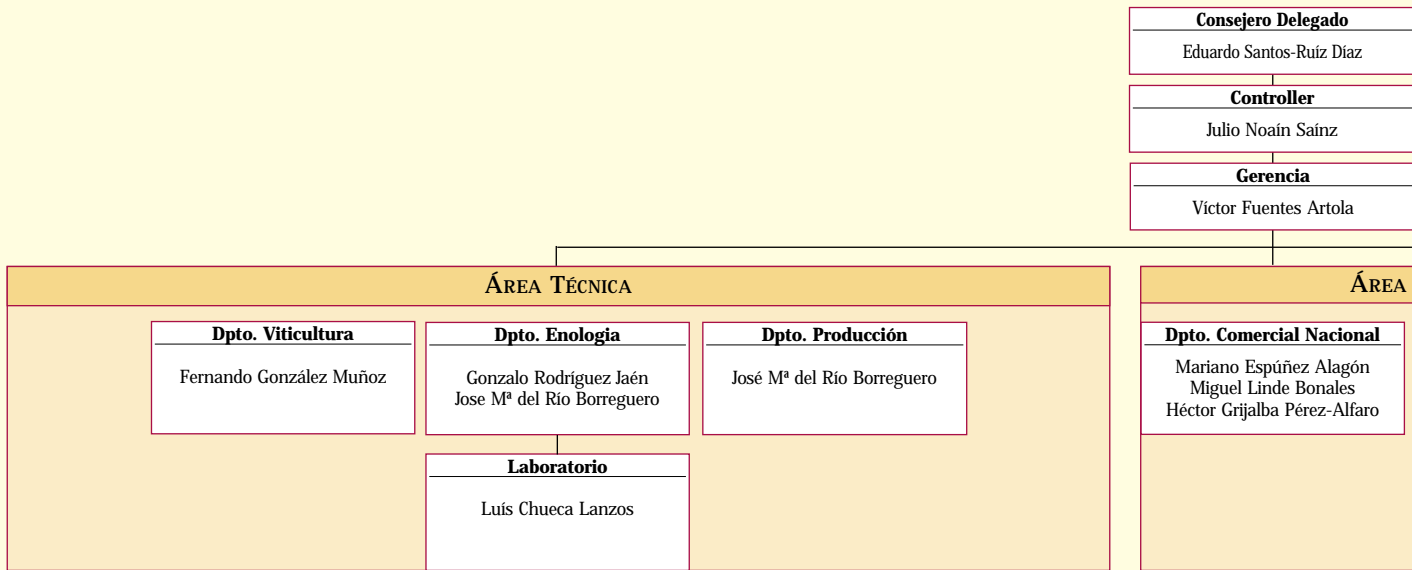 Consejero Delegado
Eduardo Santos-Ruíz Díaz
Controller
Julio Noaín Saínz
Gerencia
Víctor Fuentes Artola
ÁREA TÉCNICA
Dpto. Viticultura
Fernando González Muñoz
Dpto. Enologia
Gonzalo Rodríguez Jaén
Jose Mª del Río Borreguero
Laboratorio
Luís Chueca Lanzos
Dpto. Producción
José Mª del Río Borreguero
ÁREA
Dpto. Comercial Nacional
Mariano Espúñez Alagón
Miguel Linde Bonales
Héctor Grijalba Pérez-Alfaro